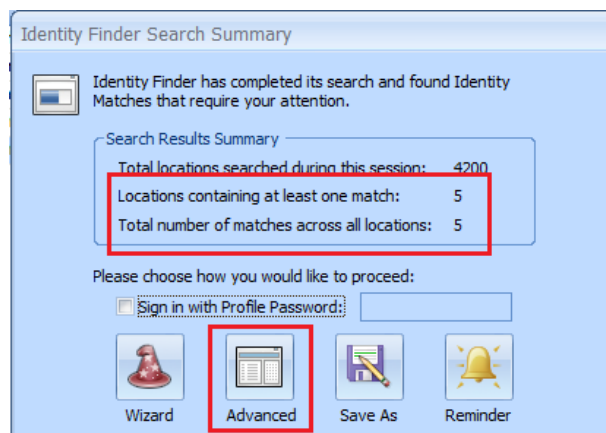 Identity Finder Search Summary
Identity Finder has completed its search and found Identity
Matches that require your attention.
Search Results Summary
Total locations searched during this session: 4200
Locations containing at least one match: 5
Total number of matches across all locations: 5
Please choose how you would like to proceed:
Sign in with Profile Password:
Wizard Advanced Save As Reminder